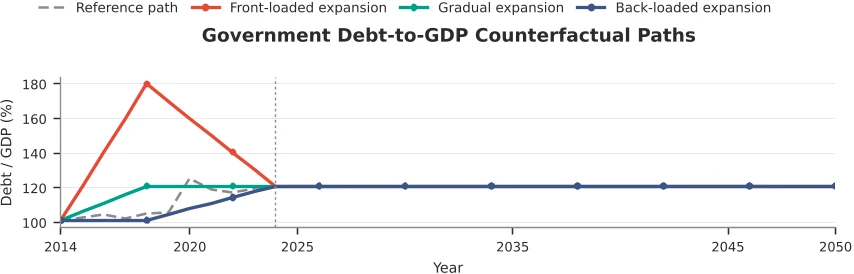 Reference path Front-loaded expansion Gradual expansion Back-loaded expansion
Government Debt-to-GDP Counterfactual Paths
Debt / GDP (%)
180
160
140
120
100
2014 2020 2025 2035 2045 2050
Year